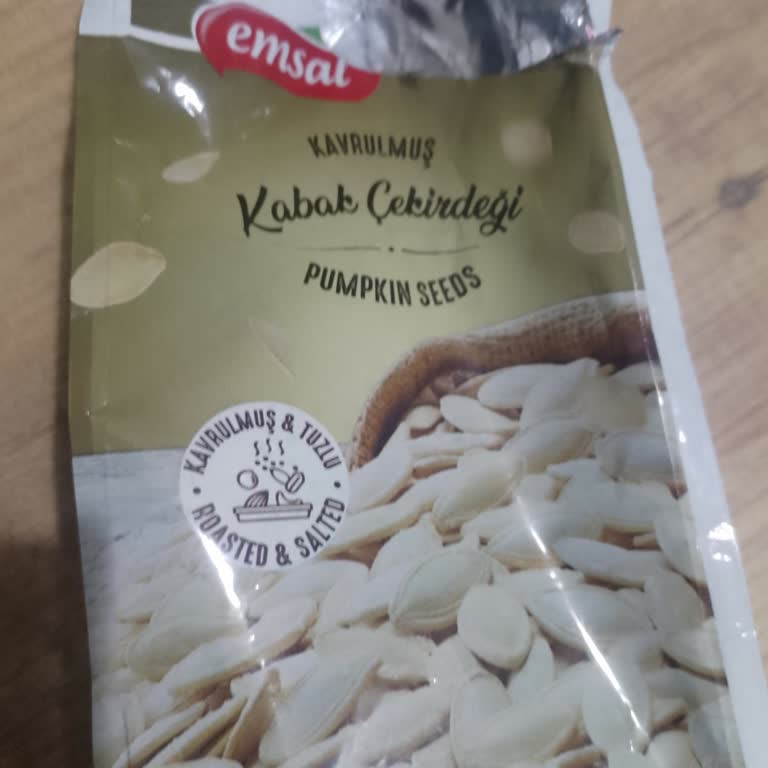 emsal
KAVRULMUŞ
Kabak Çekirdeği
PUMPKIN SEEDS
KAVRULMUŞ & TUZLU
ROASTED & SALTED